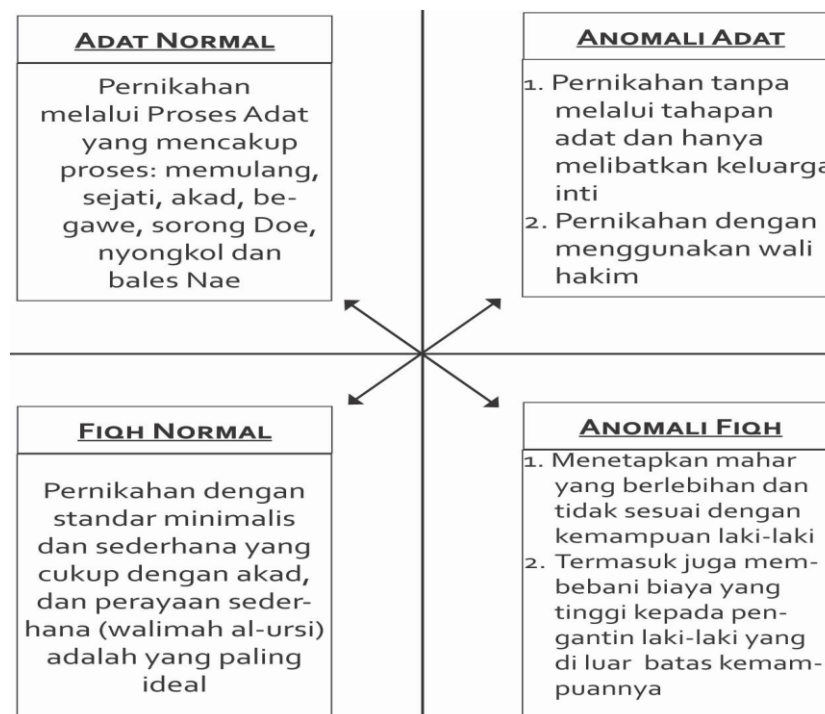 ADAT NORMAL
Pernikahan
melalui Proses Adat
yang mencakup
proses: memulang,
sejati, akad, be-
gawe, sorong Doe,
nyongkol dan
bales Nae
ANOMALI ADAT
1. Pernikahan tanpa
melalui tahapan
adat dan hanya
melibatkan keluarga
inti
2. Pernikahan dengan
menggunakan wali
hakim
FIQH NORMAL
Pernikahan dengan
standar minimalis
dan sederhana yang
cukup dengan akad,
dan perayaan seder-
hana (walimah al-ursi)
adalah yang paling
ideal
ANOMALI FIQH
1. Menetapkan mahar
yang berlebihan dan
tidak sesuai dengan
kemampuan laki-laki
2. Termasuk juga mem-
bebani biaya yang
tinggi kepada pen-
gantin laki-laki yang
di luar batas kemam-
puannya